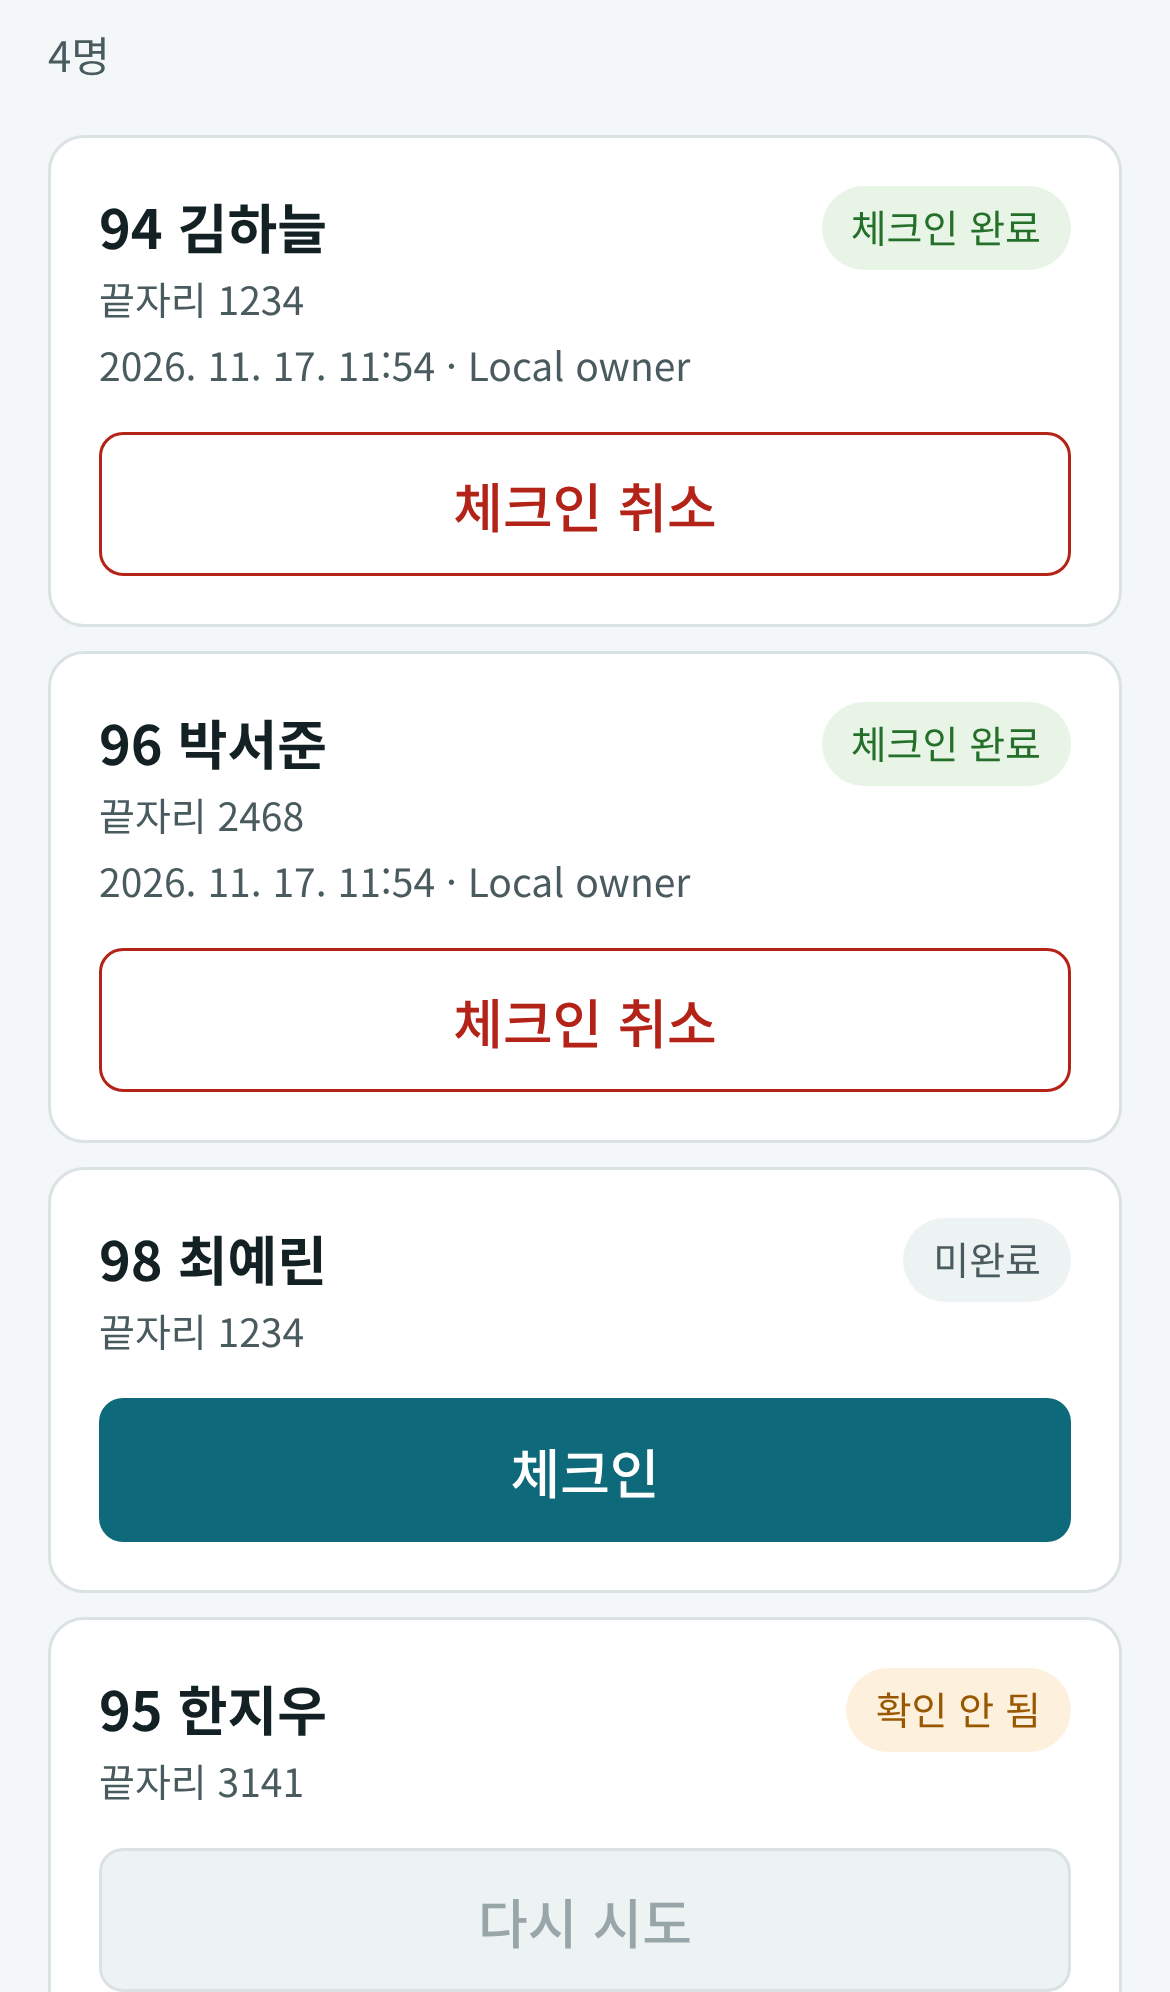 4명
94 김하늘
체크인 완료
끝자리 1234
2026. 11. 17. 11:54 · Local owner
체크인 취소
96 박서준
체크인 완료
끝자리 2468
2026. 11. 17. 11:54 · Local owner
체크인 취소
98 최예린
미완료
끝자리 1234
체크인
95 한지우
확인 안 됨
끝자리 3141
다시 시도